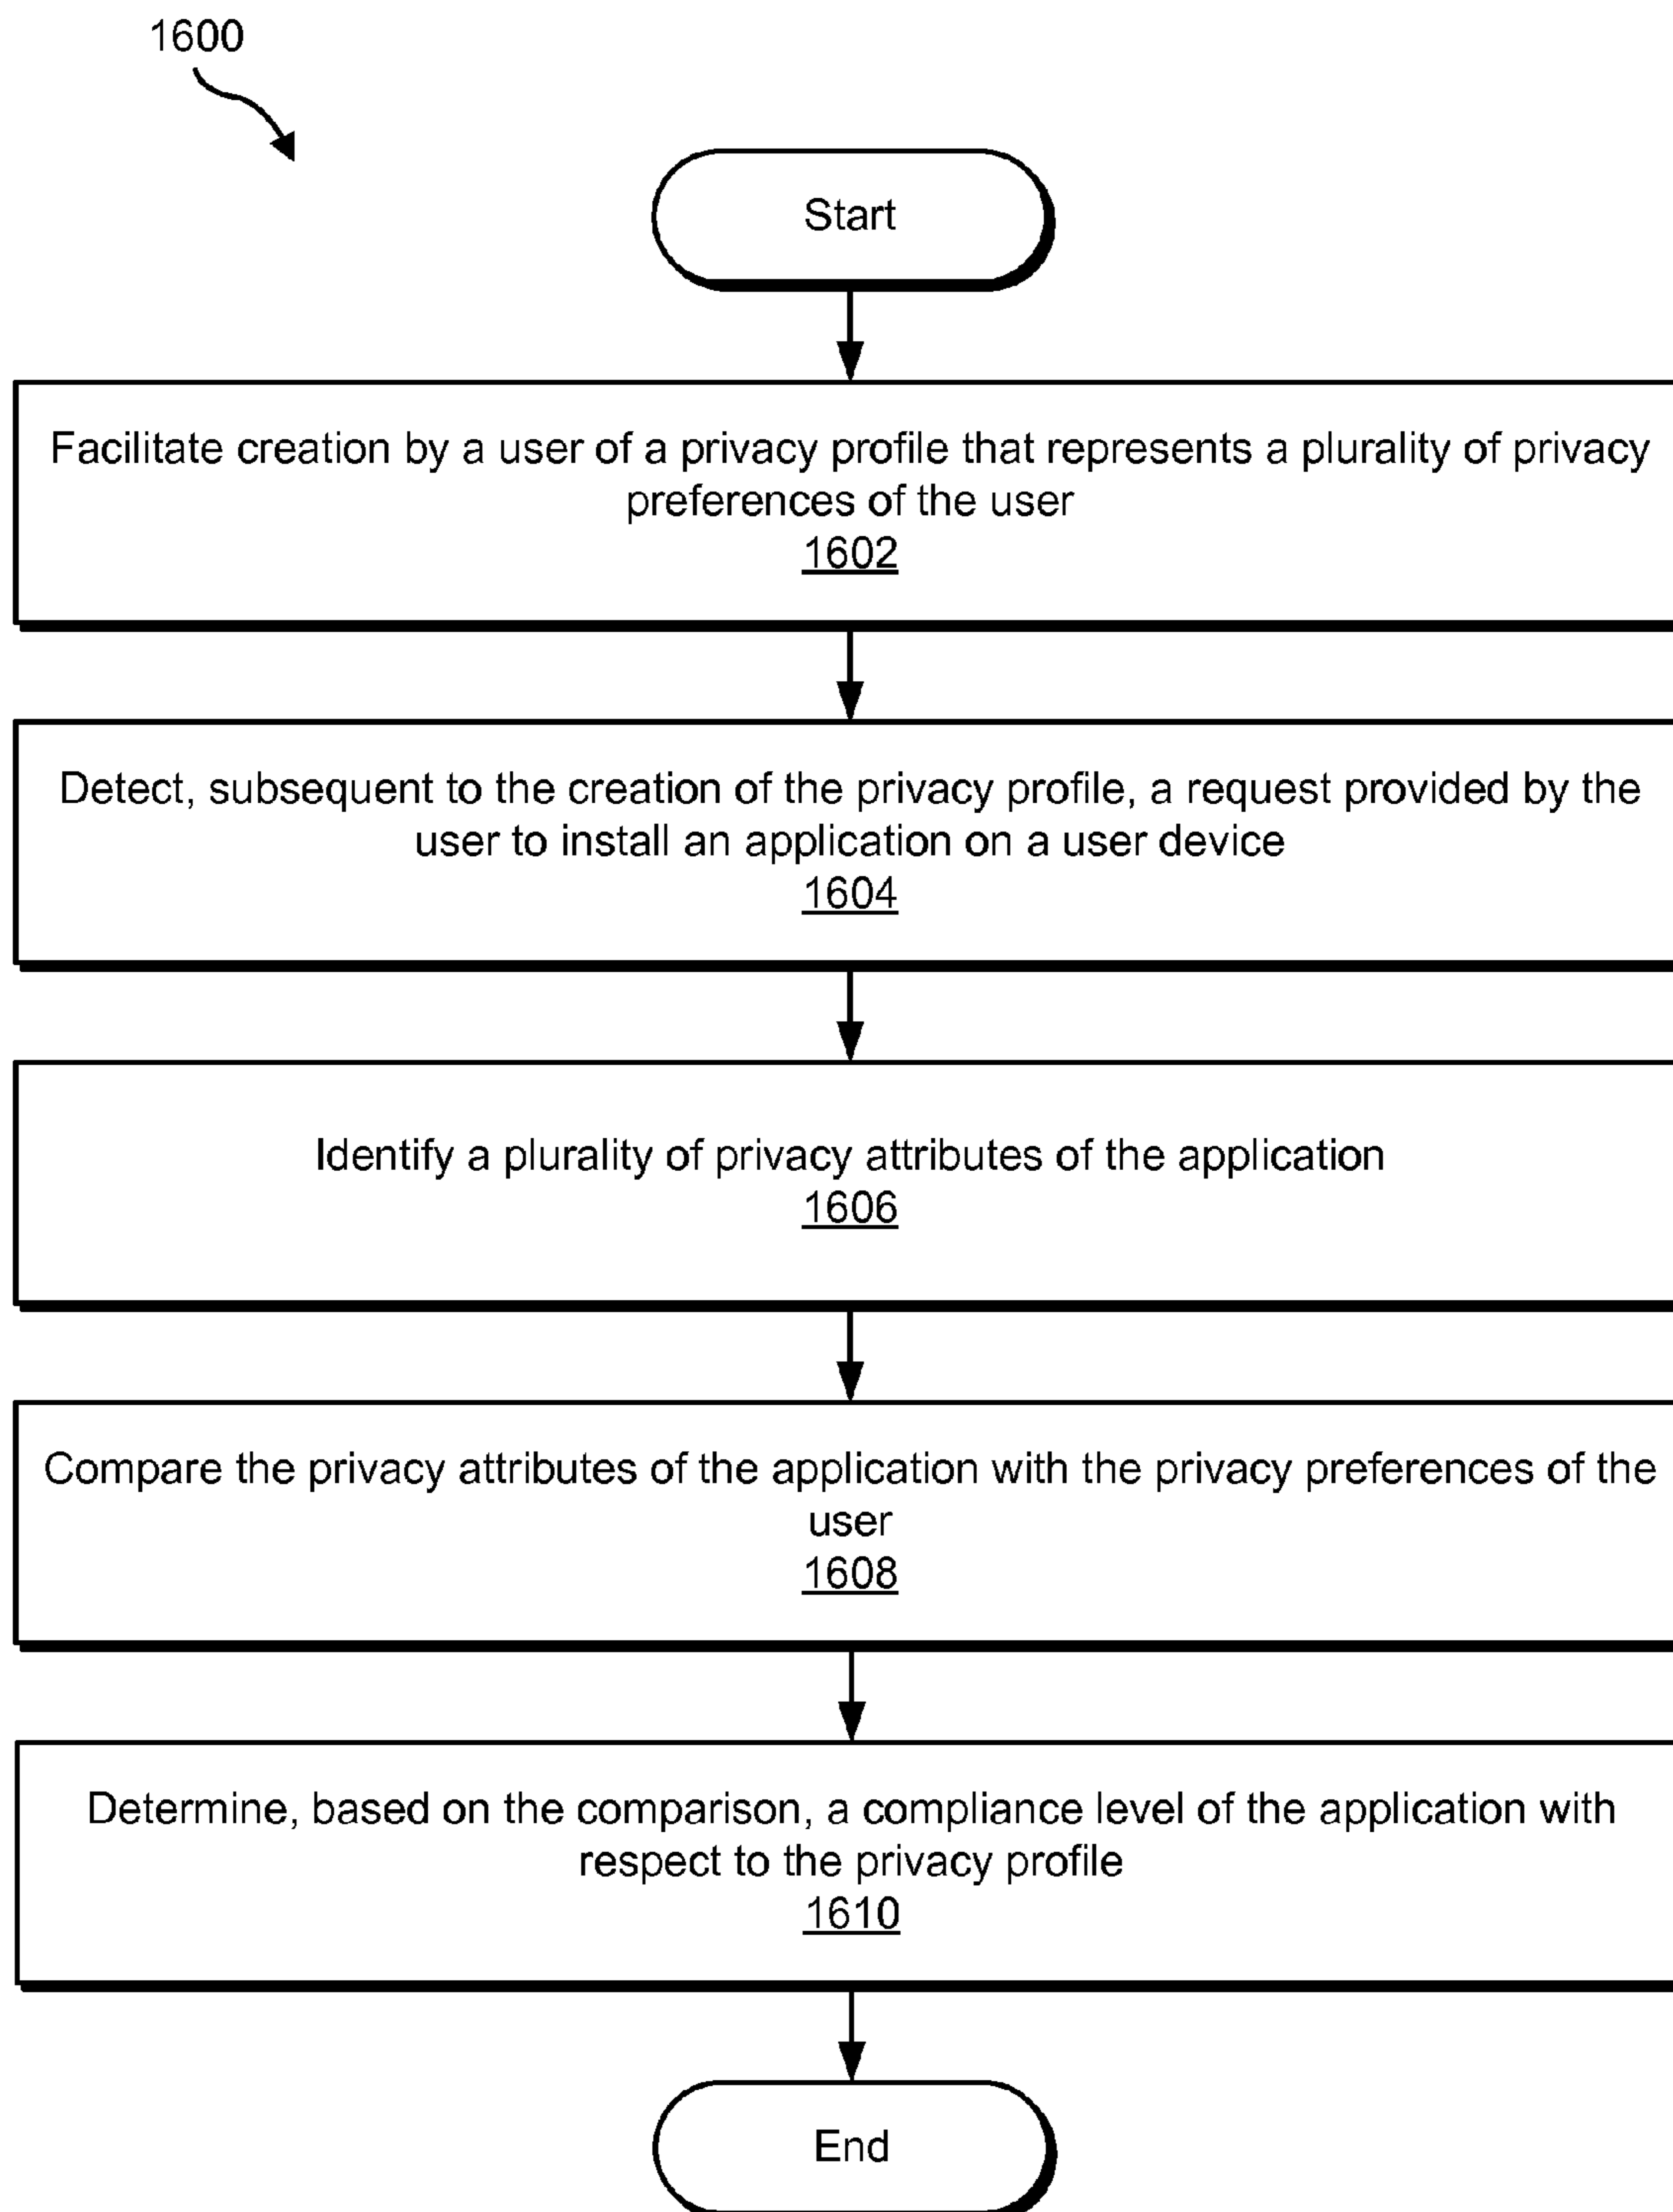 1600
Start
Facilitate creation by a user of a privacy profile that represents a plurality of privacy
preferences of the user
1602
Detect, subsequent to the creation of the privacy profile, a request provided by the
user to install an application on a user device
1604
Identify a plurality of privacy attributes of the application
1606
Compare the privacy attributes of the application with the privacy preferences of the
user
1608
Determine, based on the comparison, a compliance level of the application with
respect to the privacy profile
1610
End